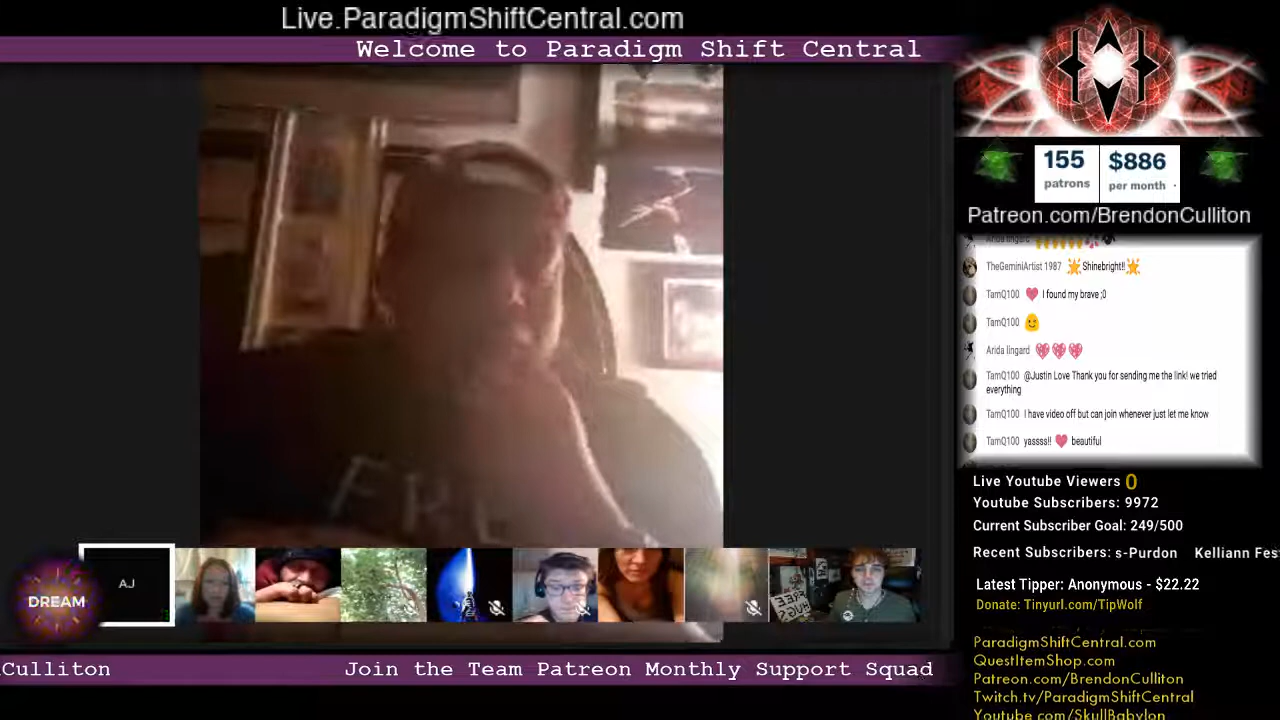 Live.ParadigmShiftCentral.com
Welcome to Paradigm Shift Central
155
patrons
$886
per month
Patreon.com/BrendonCulliton
Arida lingard
TheGeminiArtist 1987 🌟Shinebright!!🌟
TamQ100 I found my brave ;0
TamQ100
Arida lingard
TamQ100 @Justin Love Thank you for sending me the link! we tried
everything
TamQ100 I have video off but can join whenever just let me know
TamQ100 yassss!! beautiful
Live Youtube Viewers 0
Youtube Subscribers: 9972
Current Subscriber Goal: 249/500
Recent Subscribers: s-Purdon Kelliann Fes
Latest Tipper: Anonymous - $22.22
Donate: Tinyurl.com/TipWolf
ParadigmShiftCentral.com
QuestItemShop.com
Patreon.com/BrendonCulliton
Twitch.tv/ParadigmShiftCentral
Youtube.com/SkullBabylon
FRE
AJ
DREAM
FREE
HUGS
Culliton
Join the Team Patreon Monthly Support Squad